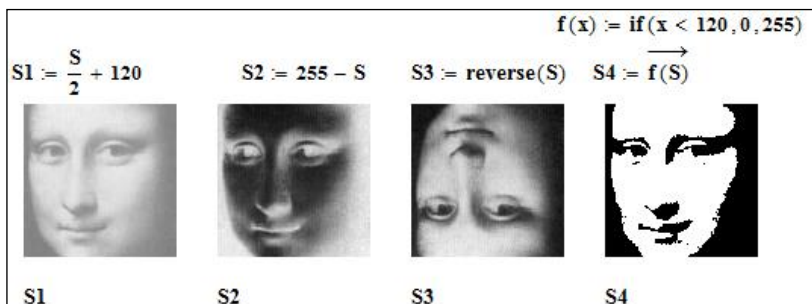 f(x) := if(x < 120, 0, 255)
S1 := S/2 + 120
S2 := 255 − S
S3 := reverse(S)
S4 := f(S)
S1
S2
S3
S4